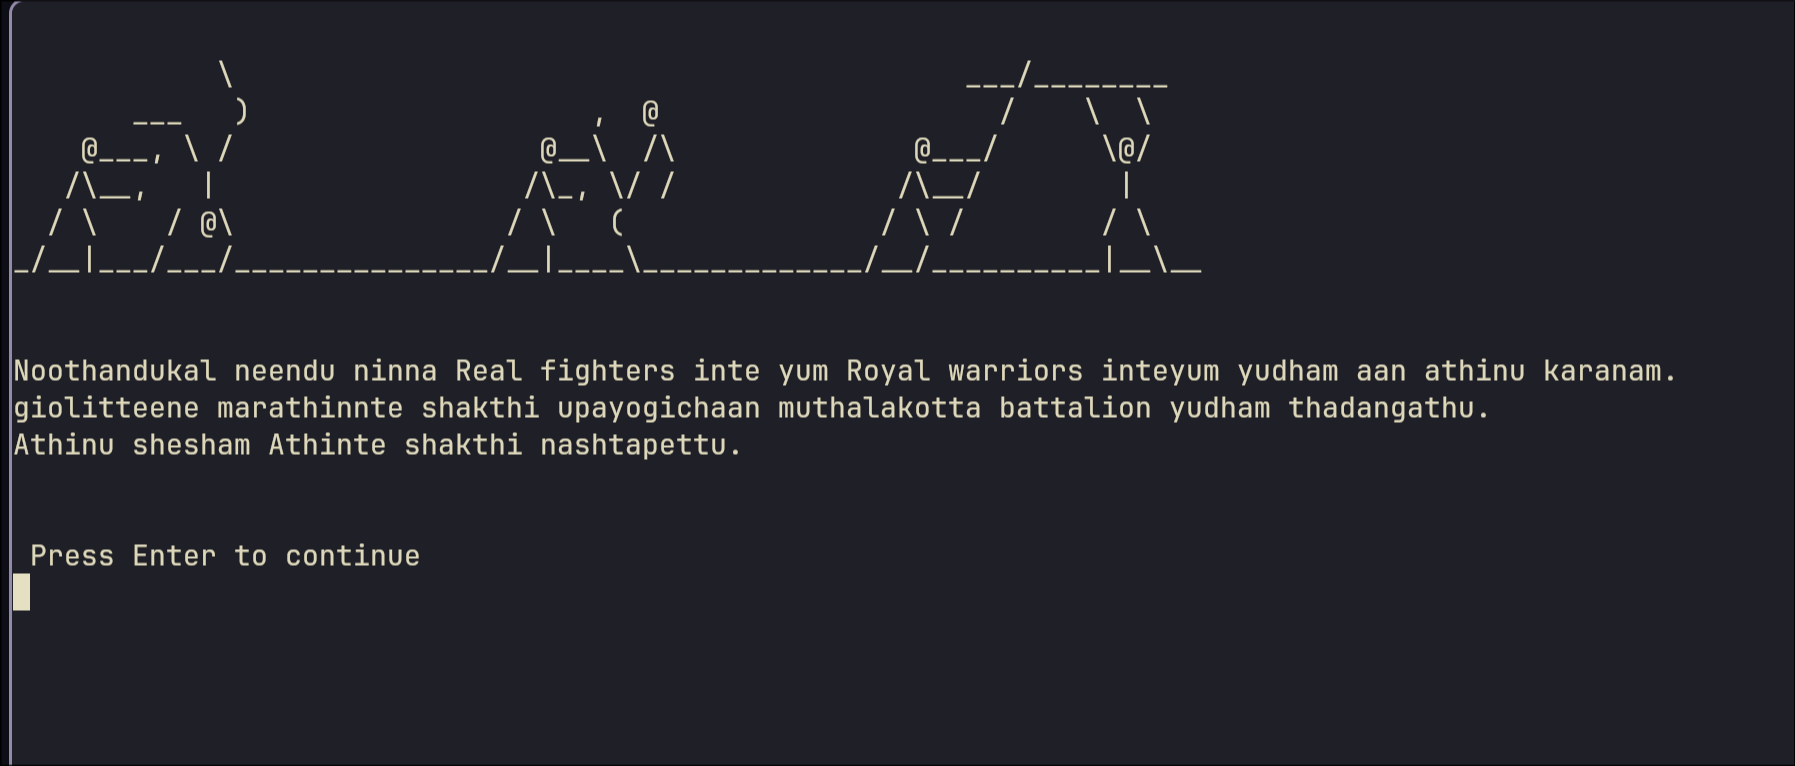 Noothandukal neendu ninna Real fighters inte yum Royal warriors inteyum yudham aan athinu karanam.
giolitteene marathinnte shakthi upayogichaan muthalakotta battalion yudham thadangathu.
Athinu shesham Athinte shakthi nashtapettu.
Press Enter to continue